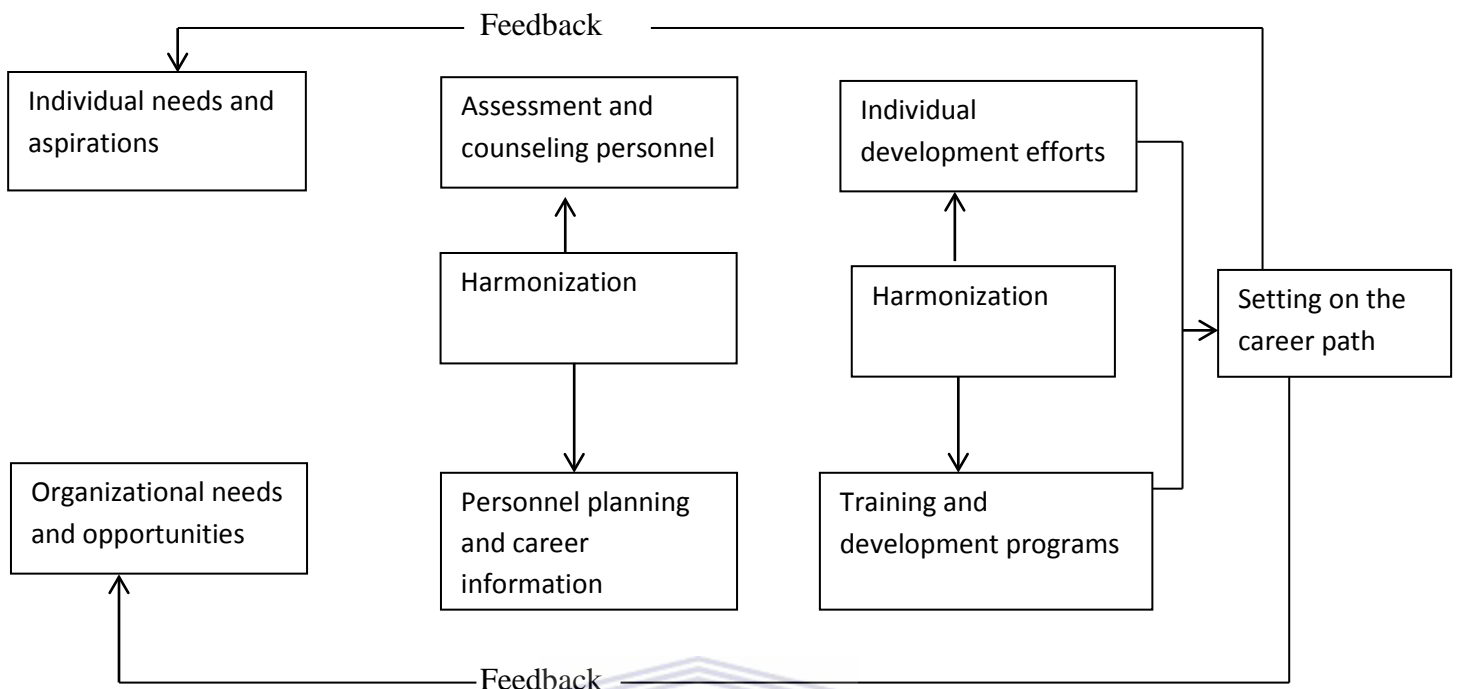 Feedback
Individual needs and
aspirations
Assessment and
counseling personnel
Individual
development efforts
Harmonization
Harmonization
Setting on the
career path
Organizational needs
and opportunities
Personnel planning
and career
information
Training and
development programs
Feedback